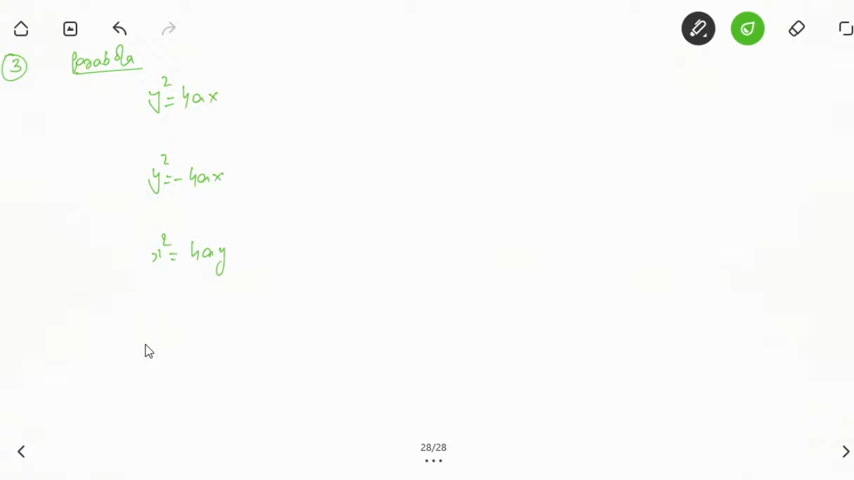 ③ Parabola
y² = 4ax
y² = - 4ax
x² = 4ay
28/28